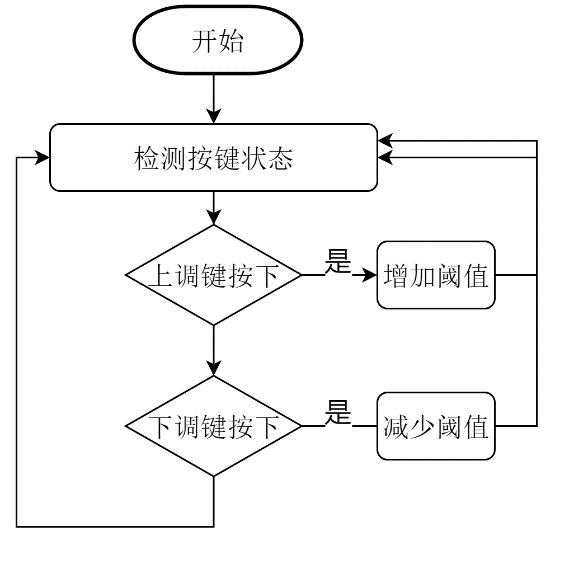 开始
检测按键状态
上调键按下
是
增加阈值
下调键按下
是
减少阈值